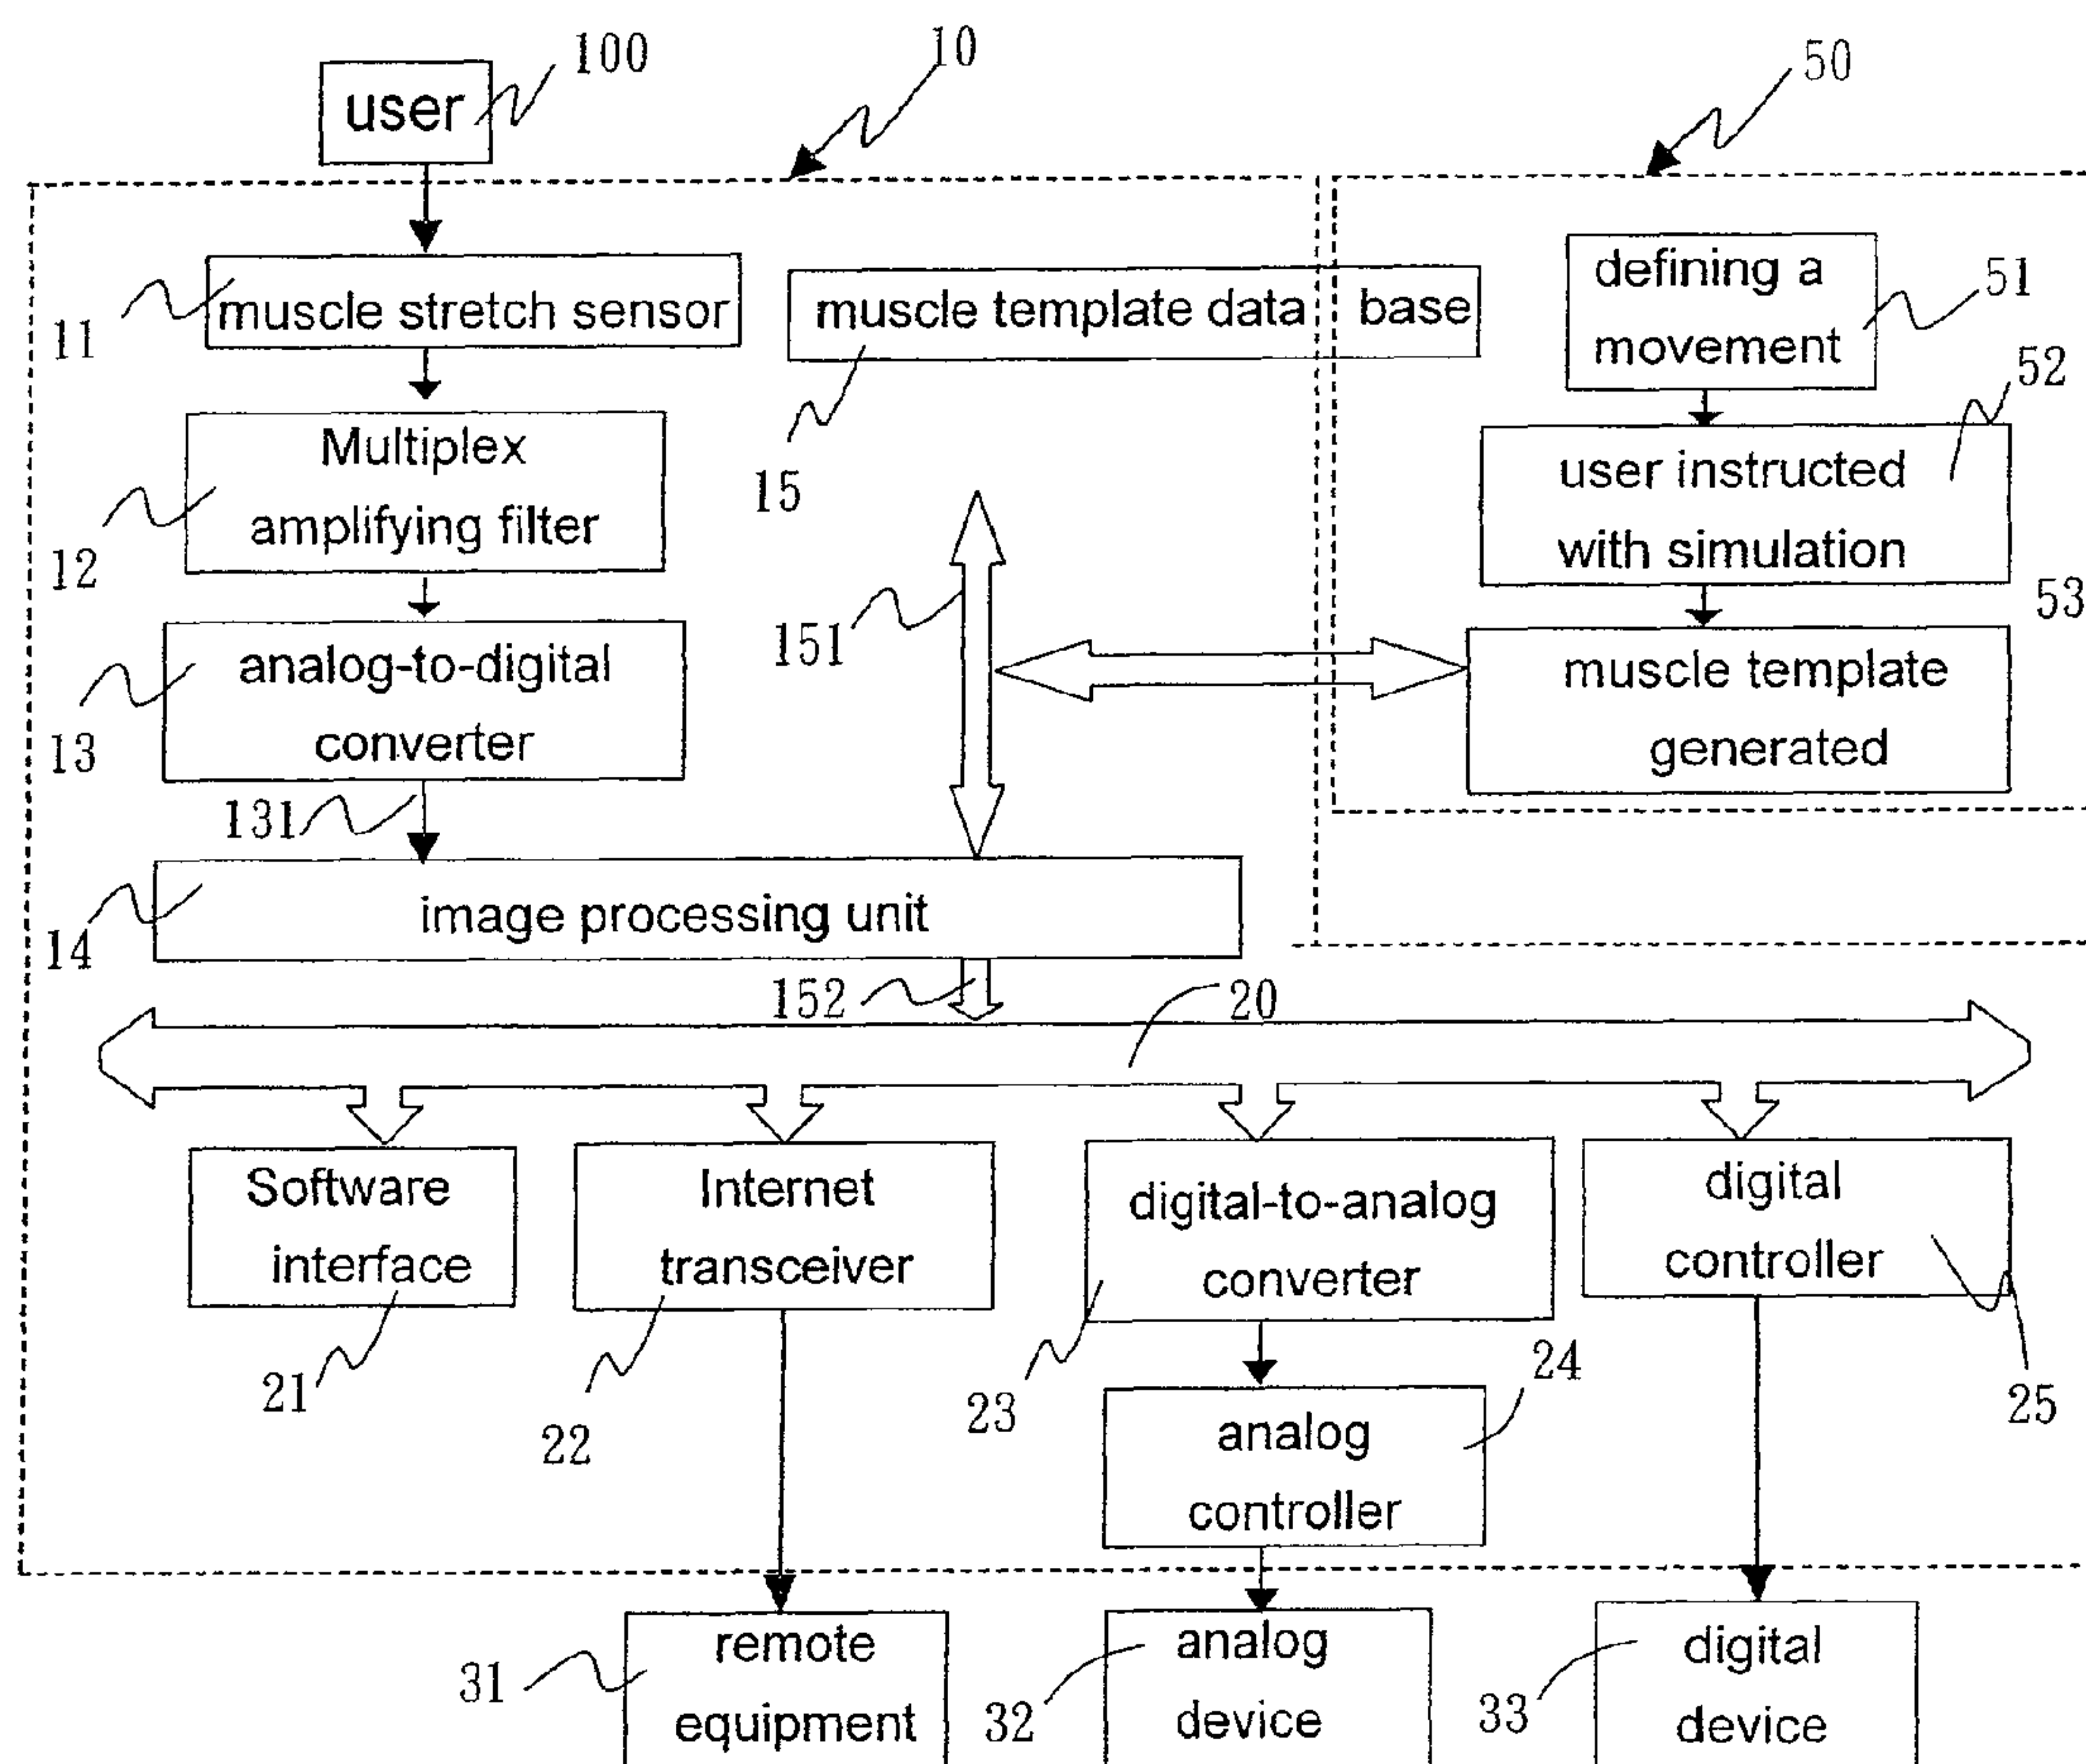 100
10
50
user
defining a
movement
51
muscle stretch sensor
11
muscle template data base
15
52
Multiplex
amplifying filter
12
user instructed
with simulation
53
analog-to-digital
converter
13
151
muscle template
generated
131
image processing unit
14
152
20
Software
interface
21
Internet
transceiver
22
digital-to-analog
converter
23
digital
controller
25
24
analog
controller
remote
equipment
31
analog
device
32
digital
device
33